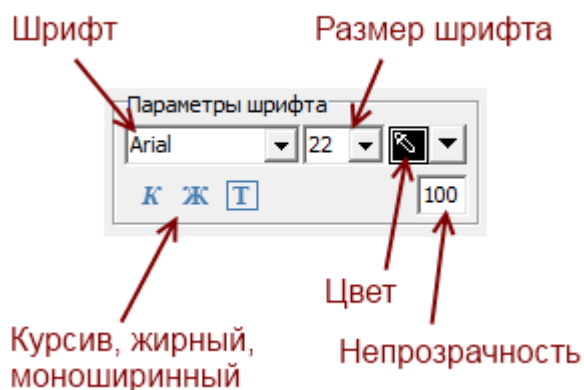 Шрифт
Размер шрифта
Параметры шрифта
Arial
22
К Ж T
100
Цвет
Непрозрачность
Курсив, жирный,
моноширинный